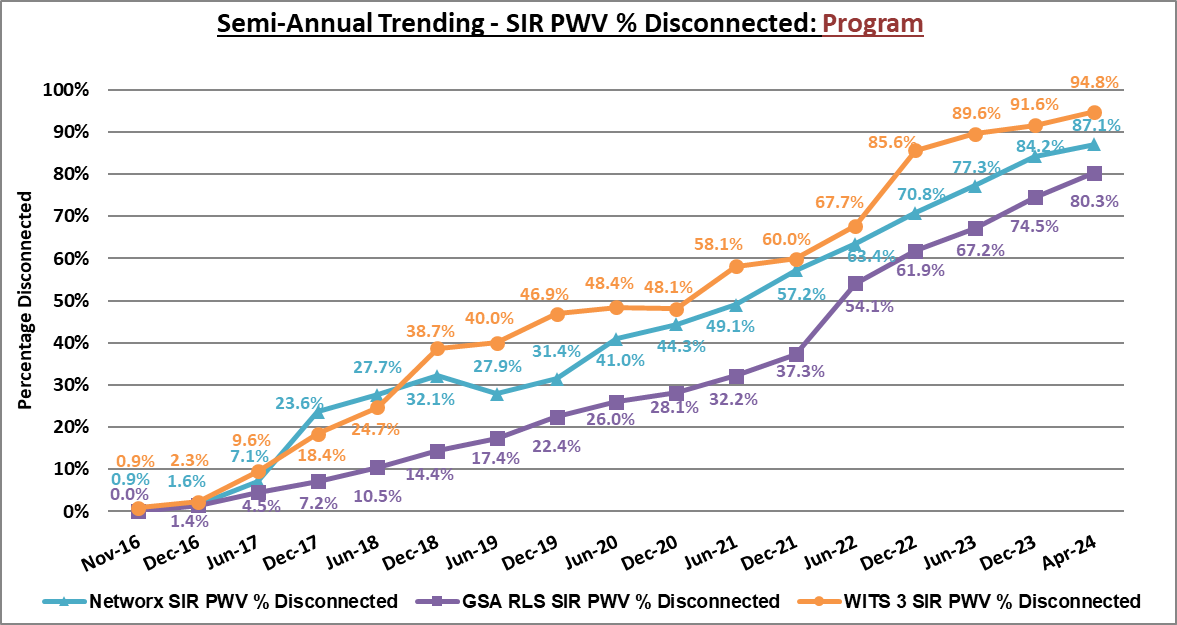 Semi-Annual Trending - SIR PWV % Disconnected: Program
Percentage Disconnected
100%
90%
80%
70%
60%
50%
40%
30%
20%
10%
0%
0.9%
2.3%
9.6%
18.4%
24.7%
38.7%
40.0%
46.9%
48.4%
48.1%
58.1%
60.0%
67.7%
85.6%
89.6%
91.6%
94.8%
0.9%
1.6%
7.1%
23.6%
27.7%
32.1%
27.9%
31.4%
41.0%
44.3%
49.1%
57.2%
63.4%
70.8%
77.3%
84.2%
87.1%
0.0%
1.4%
4.5%
7.2%
10.5%
14.4%
17.4%
22.4%
26.0%
28.1%
32.2%
37.3%
54.1%
61.9%
67.2%
74.5%
80.3%
Nov-16
Dec-16
Jun-17
Dec-17
Jun-18
Dec-18
Jun-19
Dec-19
Jun-20
Dec-20
Jun-21
Dec-21
Jun-22
Dec-22
Jun-23
Dec-23
Apr-24
Networx SIR PWV % Disconnected
GSA RLS SIR PWV % Disconnected
WITS 3 SIR PWV % Disconnected